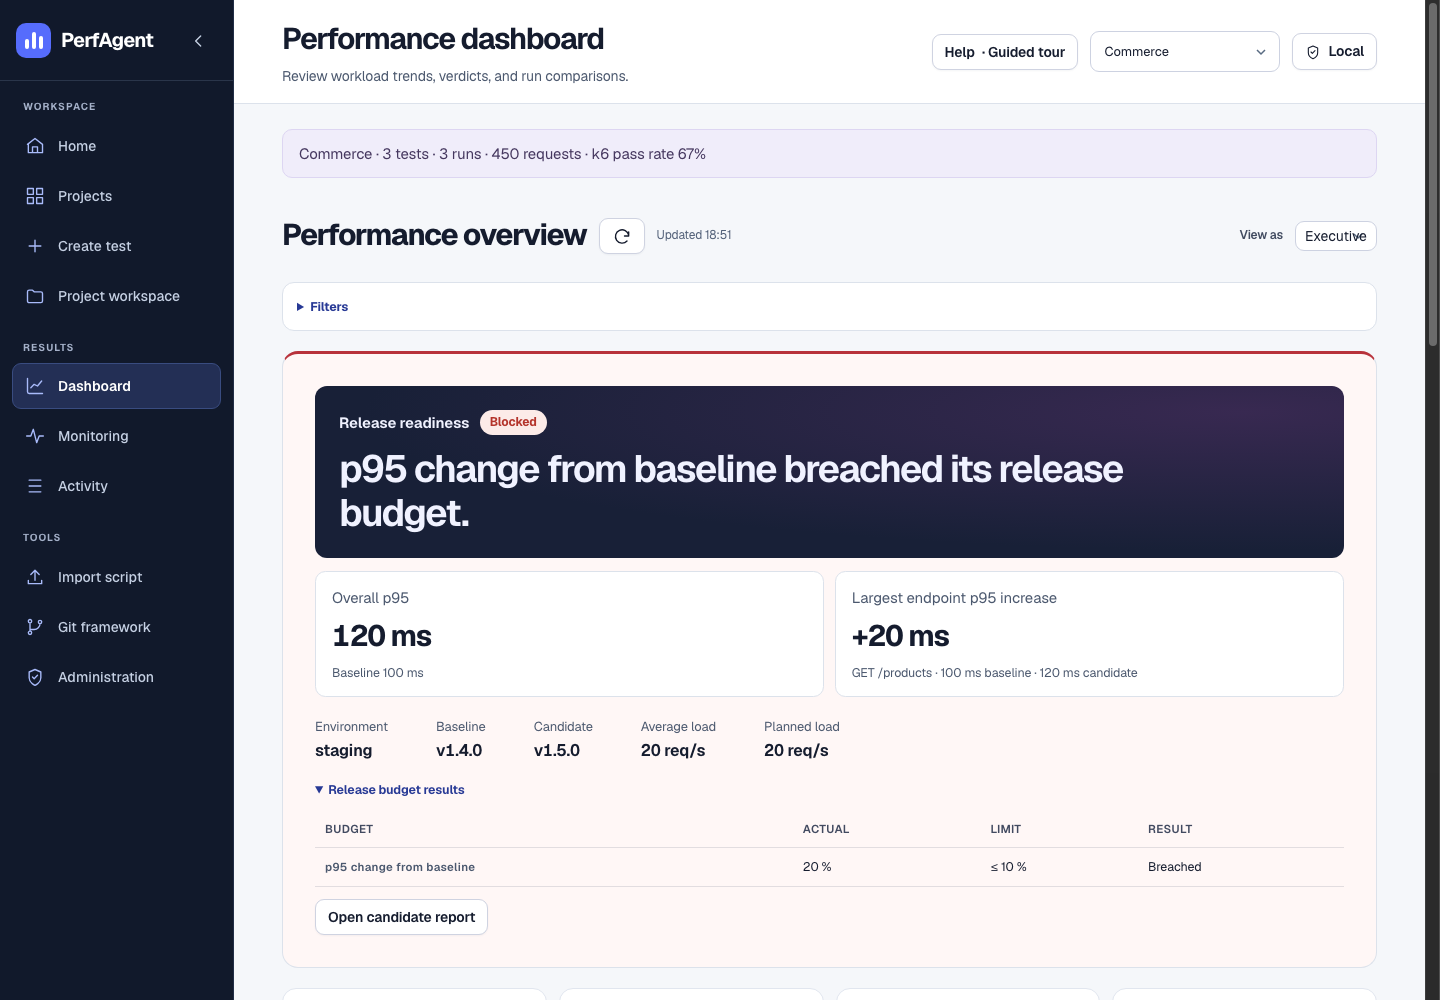 PerfAgent
WORKSPACE
Home
Projects
Create test
Project workspace
RESULTS
Dashboard
Monitoring
Activity
TOOLS
Import script
Git framework
Administration
Performance dashboard
Review workload trends, verdicts, and run comparisons.
Help · Guided tour
Commerce
Local
Commerce · 3 tests · 3 runs · 450 requests · k6 pass rate 67%
Performance overview
Updated 18:51
View as
Executive
Filters
Release readiness
Blocked
p95 change from baseline breached its release
budget.
Overall p95
120 ms
Baseline 100 ms
Largest endpoint p95 increase
+20 ms
GET /products · 100 ms baseline · 120 ms candidate
Environment
staging
Baseline
v1.4.0
Candidate
v1.5.0
Average load
20 req/s
Planned load
20 req/s
Release budget results
BUDGET ACTUAL LIMIT RESULT
p95 change from baseline 20 % ≤ 10 % Breached
Open candidate report